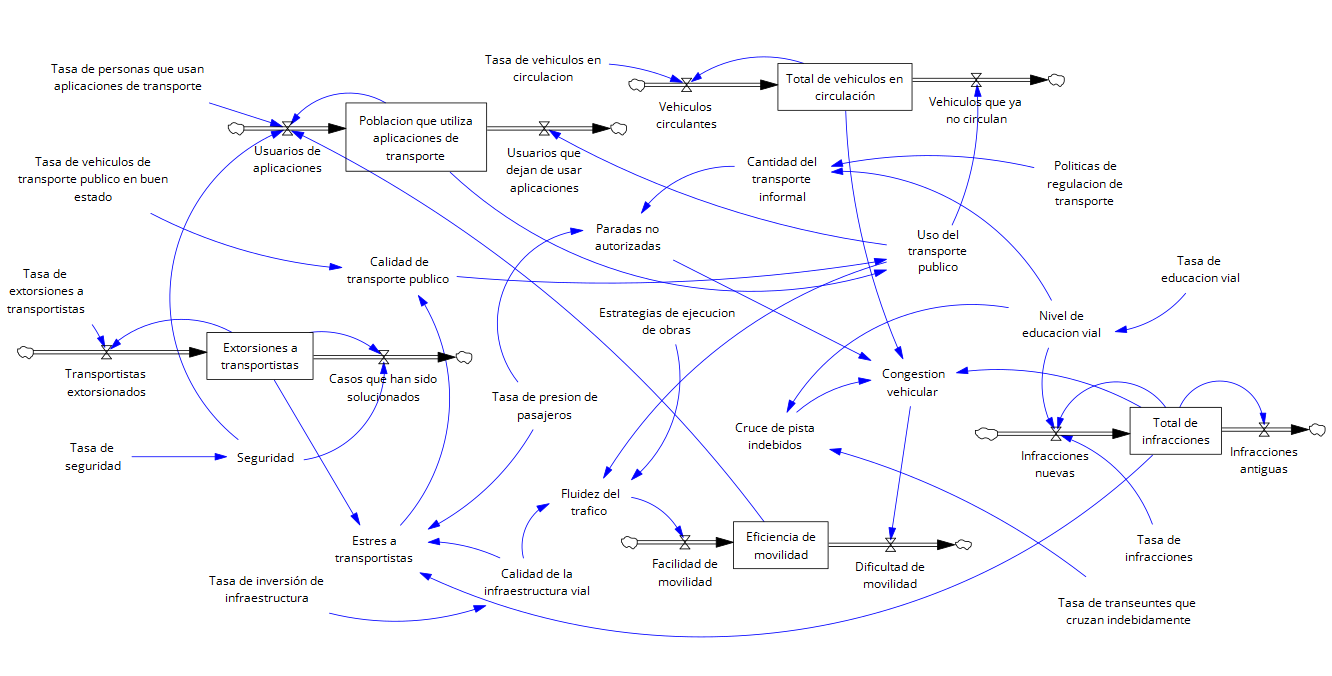 Tasa de personas que usan
aplicaciones de transporte
Tasa de vehiculos en
circulacion
Total de vehiculos en
circulación
Vehiculos
circulantes
Vehiculos que ya
no circulan
Poblacion que utiliza
aplicaciones de
transporte
Usuarios de
aplicaciones
Usuarios que
dejan de usar
aplicaciones
Tasa de vehiculos de
transporte publico en buen
estado
Cantidad del
transporte
informal
Politicas de
regulacion de
transporte
Paradas no
autorizadas
Uso del
transporte
publico
Calidad de
transporte publico
Tasa de
educacion vial
Tasa de
extorsiones a
transportistas
Estrategias de ejecucion
de obras
Nivel de
educacion vial
Extorsiones a
transportistas
Transportistas
extorsionados
Casos que han sido
solucionados
Congestion
vehicular
Tasa de presion de
pasajeros
Cruce de pista
indebidos
Total de
infracciones
Infracciones
nuevas
Infracciones
antiguas
Tasa de
seguridad
Seguridad
Fluidez del
trafico
Estres a
transportistas
Eficiencia de
movilidad
Facilidad de
movilidad
Dificultad de
movilidad
Tasa de
infracciones
Tasa de inversión de
infraestructura
Calidad de la
infraestructura vial
Tasa de transeuntes que
cruzan indebidamente